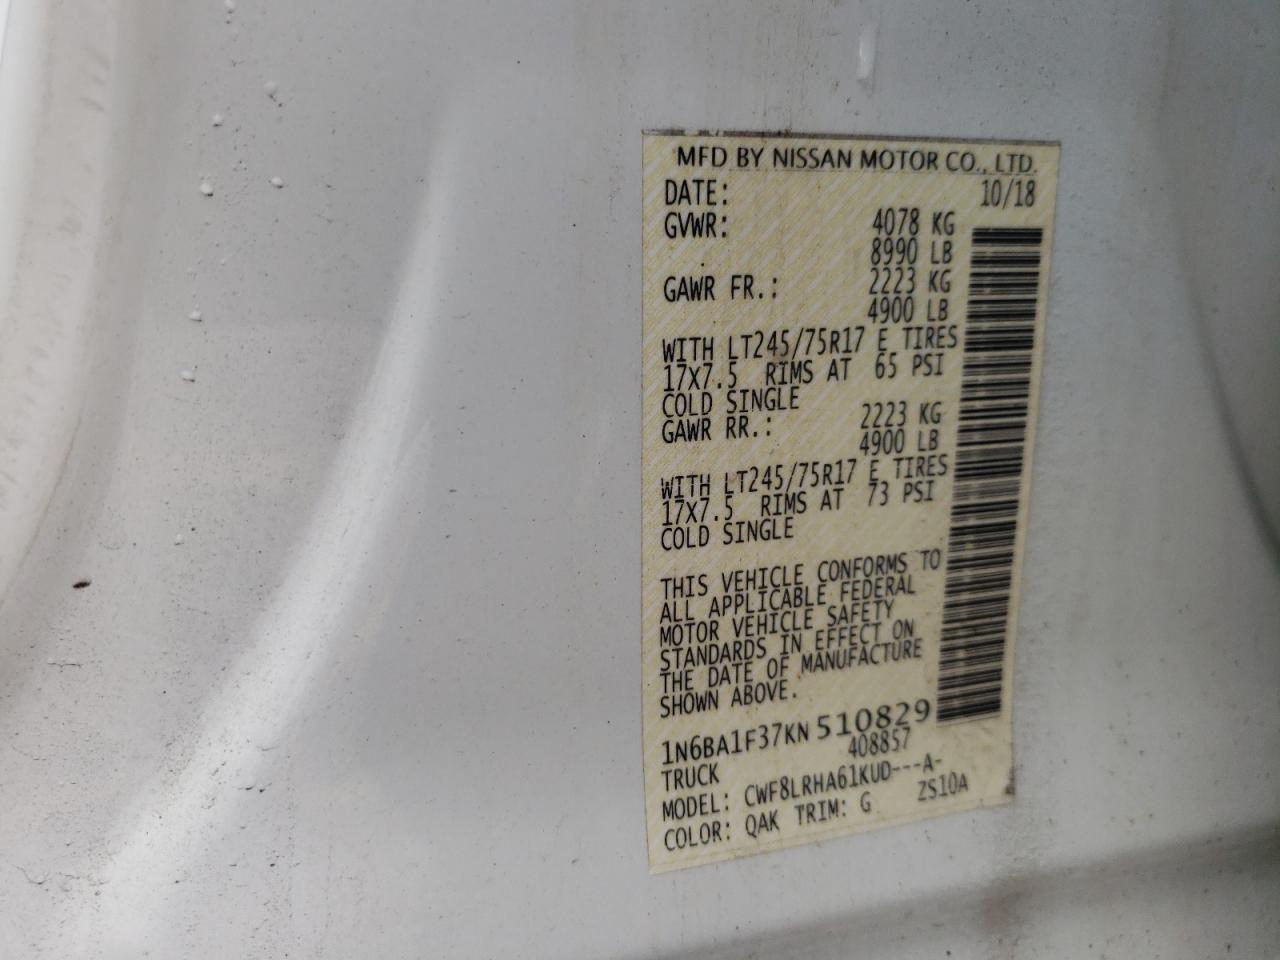 MFD BY NISSAN MOTOR CO., LTD.
DATE: 10/18
GVWR: 4078 KG
8990 LB
GAWR FR.: 2223 KG
4900 LB
WITH LT245/75R17 E TIRES
17X7.5 RIMS AT 65 PSI
COLD SINGLE
GAWR RR.: 2223 KG
4900 LB
WITH LT245/75R17 E TIRES
17X7.5 RIMS AT 73 PSI
COLD SINGLE
THIS VEHICLE CONFORMS TO
ALL APPLICABLE FEDERAL
MOTOR VEHICLE SAFETY
STANDARDS IN EFFECT ON
THE DATE OF MANUFACTURE
SHOWN ABOVE.
1N6BA1F37KN510829
TRUCK 408857
MODEL: CWF8LRHA61KUD---A-
COLOR: QAK TRIM: G ZS10A